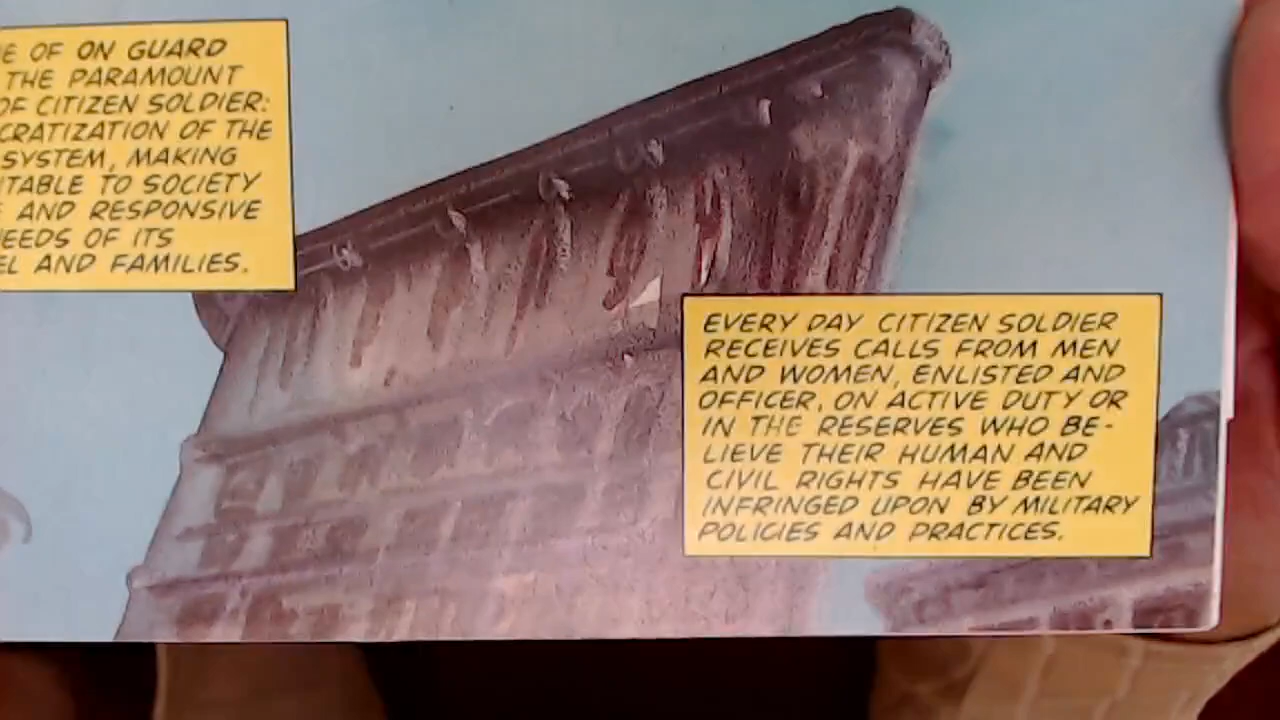 OF ON GUARD
THE PARAMOUNT
OF CITIZEN SOLDIER:
CRATIZATION OF THE
SYSTEM, MAKING
TABLE TO SOCIETY
AND RESPONSIVE
NEEDS OF ITS
EL AND FAMILIES.
EVERY DAY CITIZEN SOLDIER
RECEIVES CALLS FROM MEN
AND WOMEN, ENLISTED AND
OFFICER, ON ACTIVE DUTY OR
IN THE RESERVES WHO BE-
LIEVE THEIR HUMAN AND
CIVIL RIGHTS HAVE BEEN
INFRINGED UPON BY MILITARY
POLICIES AND PRACTICES.